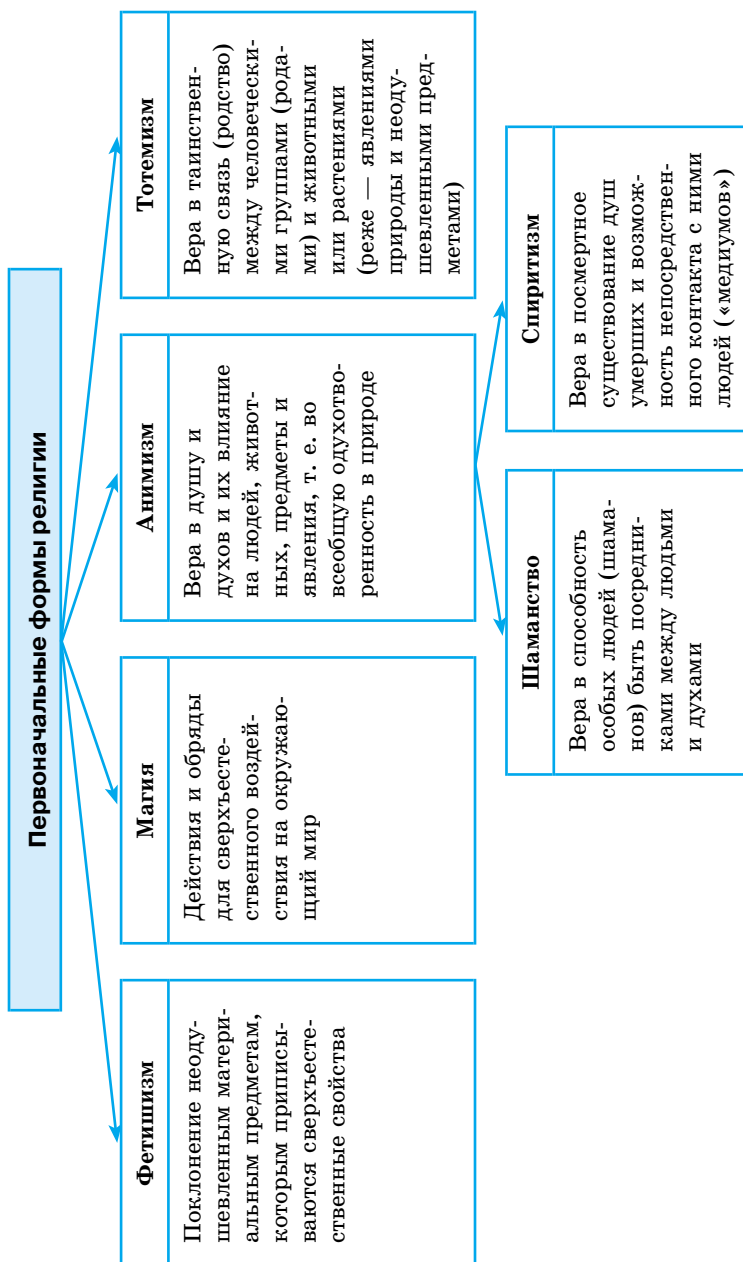 Первоначальные формы религии
Фетишизм
Поклонение неоду-
шевленным матери-
альным предметам,
которым приписы-
ваются сверхъесте-
ственные свойства
Магия
Действия и обряды
для сверхъесте-
ственного воздей-
ствия на окружаю-
щий мир
Анимизм
Вера в душу и
духов и их влияние
на людей, живот-
ных, предметы и
явления, т. е. во
всеобщую одухотво-
ренность в природе
Тотемизм
Вера в таинствен-
ную связь (родство)
между человечески-
ми группами (рода-
ми) и животными
или растениями
(реже — явлениями
природы и неоду-
шевленными пред-
метами)
Шаманство
Вера в способность
особых людей (шама-
нов) быть посредни-
ками между людьми
и духами
Спиритизм
Вера в посмертное
существование душ
умерших и возмож-
ность непосредствен-
ного контакта с ними
людей («медиумов»)